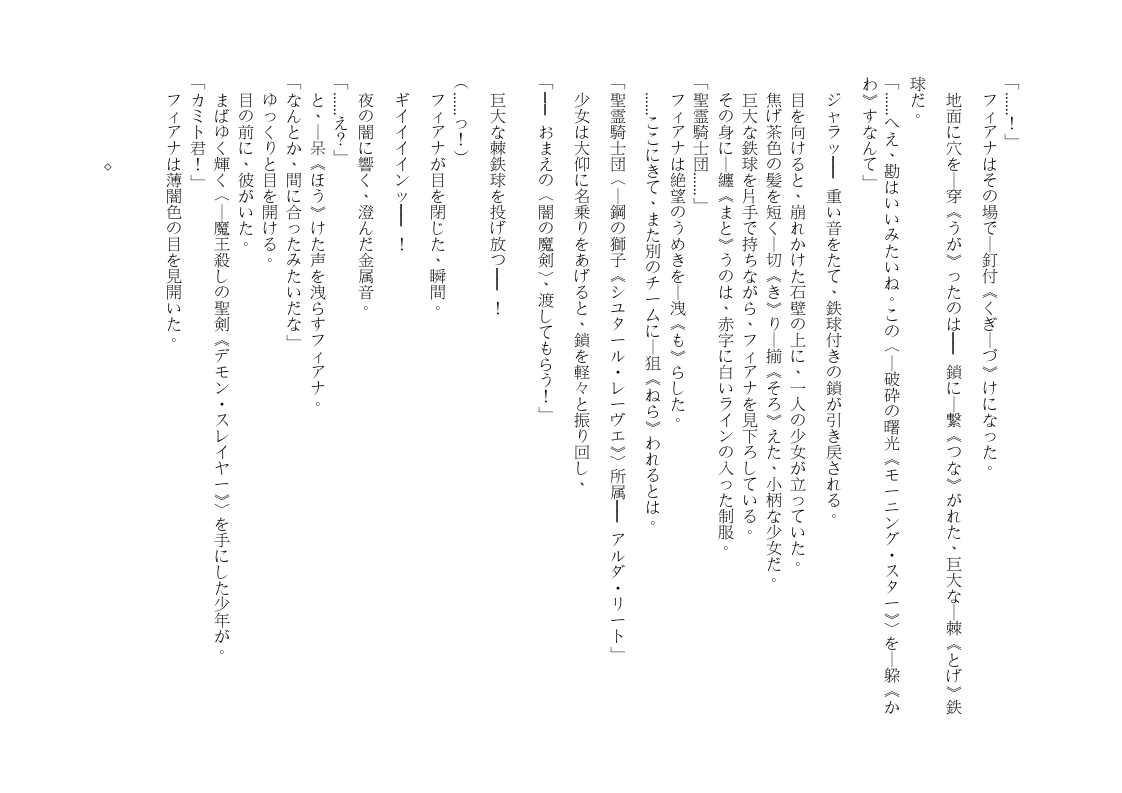 「……！」
フィアナはその場で―釘付《くぎ―づ》けになった。
地面に穴を―穿《うが》ったのは━━ 鎖に―繋《つな》がれた、巨大な―棘《とげ》鉄
球だ。
「……へえ、勘はいいみたいね。この〈―破砕の曙光《モーニング・スター》〉を―躱《か
わ》すなんて」
ジャラッ━━ 重い音をたて、鉄球付きの鎖が引き戻される。
目を向けると、崩れかけた石壁の上に、一人の少女が立っていた。
焦げ茶色の髪を短く―切《き》り―揃《そろ》えた、小柄な少女だ。
巨大な鉄球を片手で持ちながら、フィアナを見下ろしている。
その身に―纏《まと》うのは、赤字に白いラインの入った制服。
「聖霊騎士団……」
フィアナは絶望のうめきを―洩《も》らした。
……ここにきて、また別のチームに―狙《ねら》われるとは。
「聖霊騎士団〈―鋼の獅子《シユタール・レーヴェ》〉所属━━ アルダ・リート」
少女は大仰に名乗りをあげると、鎖を軽々と振り回し、
「━━ おまえの〈闇の魔剣〉、渡してもらう！」
巨大な棘鉄球を投げ放つ━━ ！
（……っ！）
フィアナが目を閉じた、瞬間。
ギイイイイインッ━━ ！
夜の闇に響く、澄んだ金属音。
「……え？」
と、―呆《ほう》けた声を洩らすフィアナ。
「なんとか、間に合ったみたいだな」
ゆっくりと目を開ける。
目の前に、彼がいた。
まばゆく輝く〈―魔王殺しの聖剣《デモン・スレイヤー》〉を手にした少年が。
「カミト君！」
フィアナは薄闇色の目を見開いた。
◇